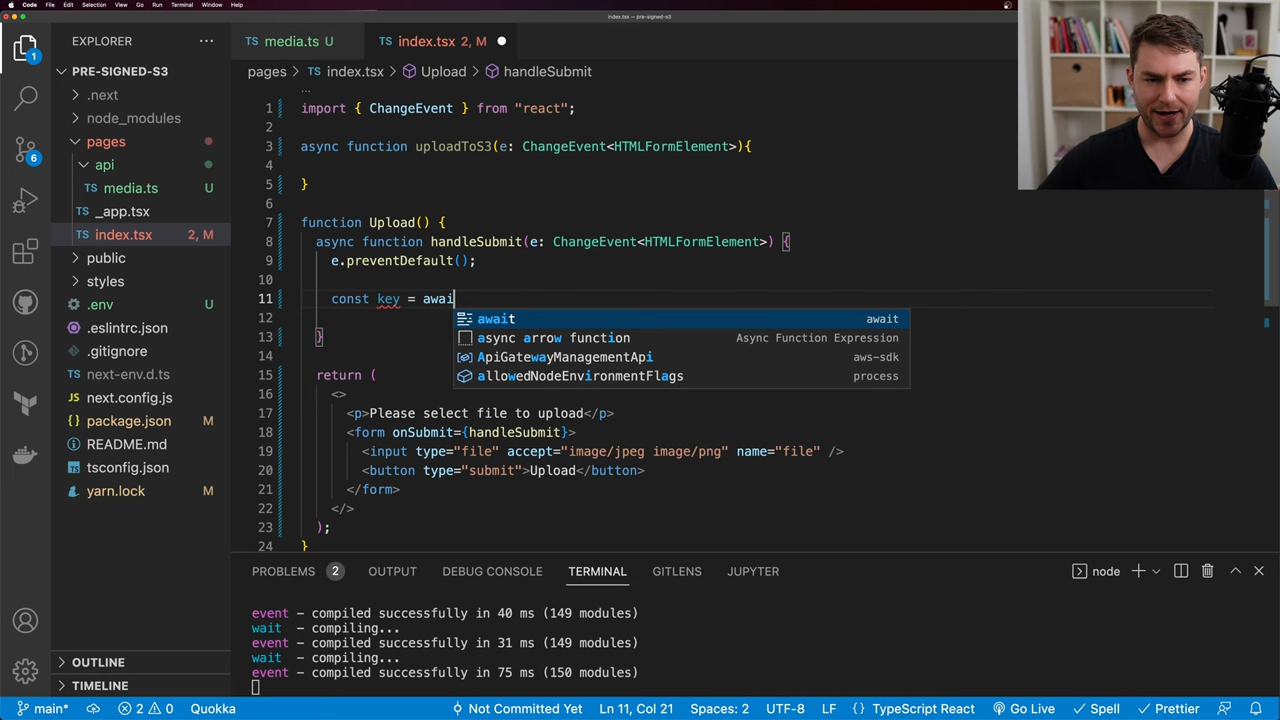 Code File Edit Selection View Go Run Terminal Window Help
index.tsx — pre-signed-s3
EXPLORER
PRE-SIGNED-S3
.next
node_modules
pages
api
TS media.ts U
TS _app.tsx
TS index.tsx 2, M
public
styles
.env U
.eslintrc.json
.gitignore
TS next-env.d.ts
JS next.config.js
package.json M
README.md
tsconfig.json
yarn.lock M
OUTLINE
TIMELINE
1
6
TS media.ts U
TS index.tsx 2, M
pages > TS index.tsx > Upload > handleSubmit
...
1 import { ChangeEvent } from "react";
2
3 async function uploadToS3(e: ChangeEvent<HTMLFormElement>){
4
5 }
6
7 function Upload() {
8 async function handleSubmit(e: ChangeEvent<HTMLFormElement>) {
9 e.preventDefault();
10
11 const key = awai
await await
async arrow function Async Function Expression
ApiGatewayManagementApi aws-sdk
allowedNodeEnvironmentFlags process
12
13 }
14
15 return (
16 <>
17 <p>Please select file to upload</p>
18 <form onSubmit={handleSubmit}>
19 <input type="file" accept="image/jpeg image/png" name="file" />
20 <button type="submit">Upload</button>
21 </form>
22 </>
23 );
24 }
PROBLEMS 2 OUTPUT DEBUG CONSOLE TERMINAL GITLENS JUPYTER
node
event - compiled successfully in 40 ms (149 modules)
wait - compiling...
event - compiled successfully in 31 ms (149 modules)
wait - compiling...
event - compiled successfully in 75 ms (150 modules)
main* 2 0 Quokka Not Committed Yet Ln 11, Col 21 Spaces: 2 UTF-8 LF {} TypeScript React Go Live Spell Prettier